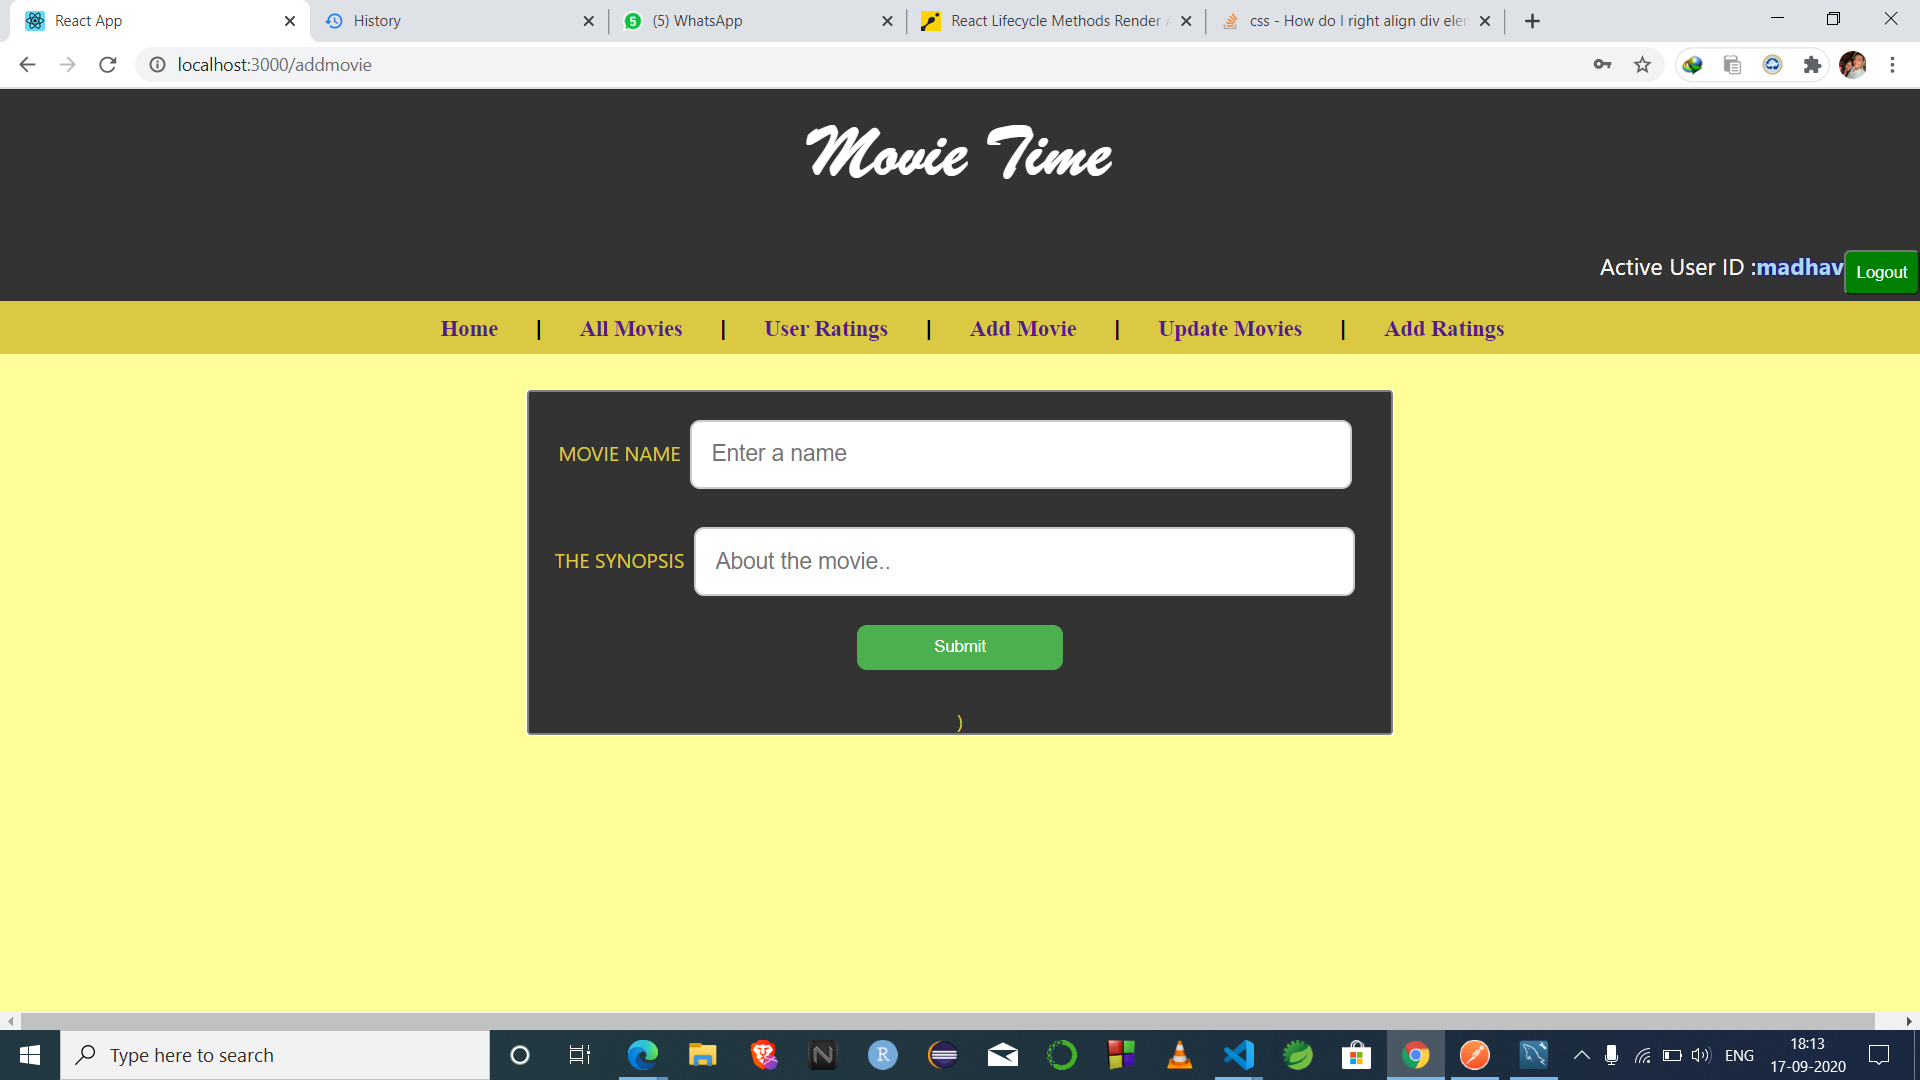 React App
History
5
(5) WhatsApp
React Lifecycle Methods Render
css - How do I right align div elem
localhost:3000/addmovie
Movie Time
Active User ID :madhav
Logout
Home | All Movies | User Ratings | Add Movie | Update Movies | Add Ratings
MOVIE NAME
Enter a name
THE SYNOPSIS
About the movie..
Submit
)
Type here to search
N
R
ENG
18:13
17-09-2020